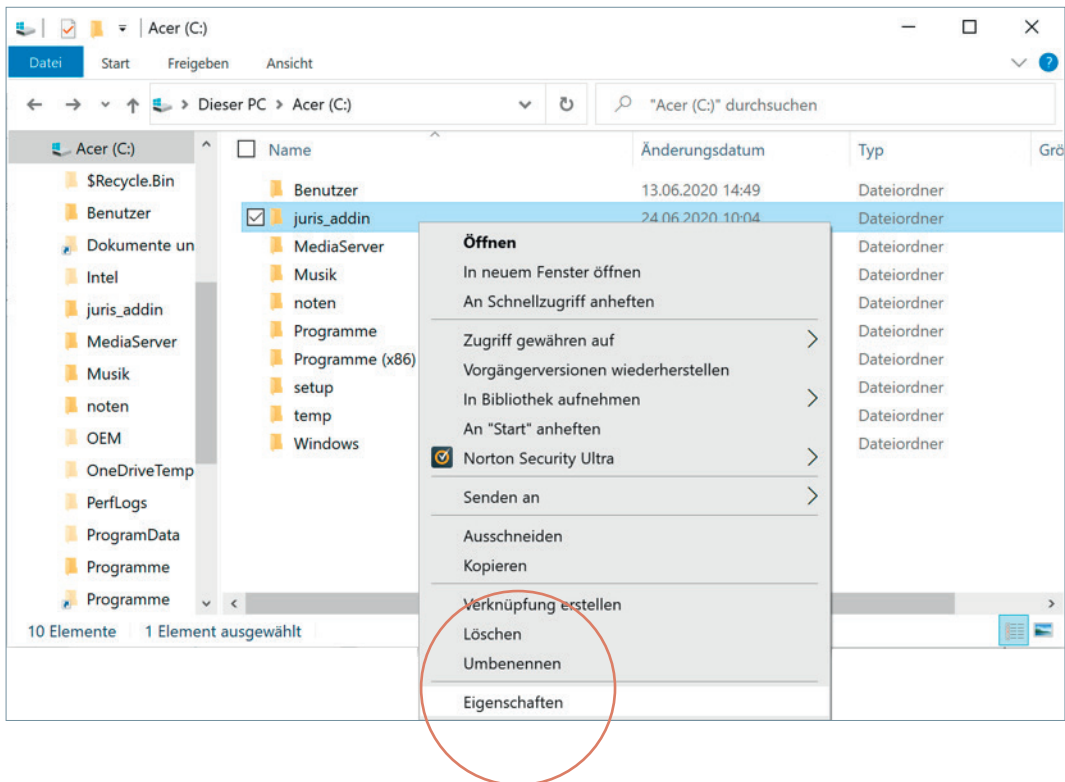 Acer (C:)
Datei Start Freigeben Ansicht
Dieser PC > Acer (C:) "Acer (C:)" durchsuchen
Acer (C:)
$Recycle.Bin
Benutzer
Dokumente un
Intel
juris_addin
MediaServer
Musik
noten
OEM
OneDriveTemp
PerfLogs
ProgramData
Programme
Programme
Name Änderungsdatum Typ Grö
Benutzer 13.06.2020 14:49 Dateiordner
juris_addin 24.06.2020 10:04 Dateiordner
MediaServer Dateiordner
Musik Dateiordner
noten Dateiordner
Programme Dateiordner
Programme (x86) Dateiordner
setup Dateiordner
temp Dateiordner
Windows Dateiordner
Öffnen
In neuem Fenster öffnen
An Schnellzugriff anheften
Zugriff gewähren auf
Vorgängerversionen wiederherstellen
In Bibliothek aufnehmen
An "Start" anheften
Norton Security Ultra
Senden an
Ausschneiden
Kopieren
Verknüpfung erstellen
Löschen
Umbenennen
Eigenschaften
10 Elemente 1 Element ausgewählt